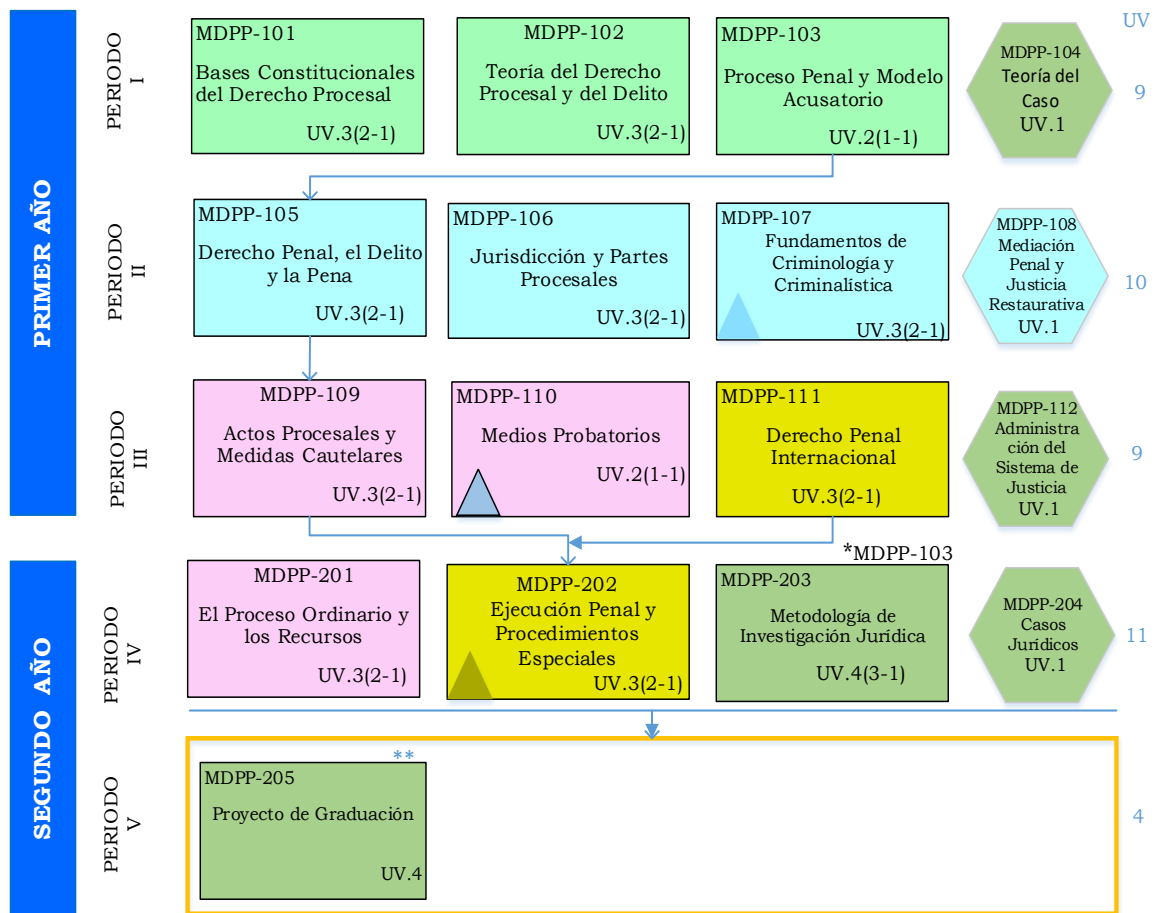 UV
PRIMER AÑO
PERIODO
I
MDPP-101
Bases Constitucionales
del Derecho Procesal
UV.3(2-1)
MDPP-102
Teoría del Derecho
Procesal y del Delito
UV.3(2-1)
MDPP-103
Proceso Penal y Modelo
Acusatorio
UV.2(1-1)
MDPP-104
Teoría del
Caso
UV.1
9
PERIODO
II
MDPP-105
Derecho Penal, el Delito
y la Pena
UV.3(2-1)
MDPP-106
Jurisdicción y Partes
Procesales
UV.3(2-1)
MDPP-107
Fundamentos de
Criminología y
Criminalística
UV.3(2-1)
MDPP-108
Mediación
Penal y
Justicia
Restaurativa
UV.1
10
PERIODO
III
MDPP-109
Actos Procesales y
Medidas Cautelares
UV.3(2-1)
MDPP-110
Medios Probatorios
UV.2(1-1)
MDPP-111
Derecho Penal
Internacional
UV.3(2-1)
MDPP-112
Administra
ción del
Sistema de
Justicia
UV.1
9
SEGUNDO AÑO
PERIODO
IV
MDPP-201
El Proceso Ordinario y
los Recursos
UV.3(2-1)
MDPP-202
Ejecución Penal y
Procedimientos
Especiales
UV.3(2-1)
*MDPP-103
MDPP-203
Metodología de
Investigación Jurídica
UV.4(3-1)
MDPP-204
Casos
Jurídicos
UV.1
11
PERIODO
V
**
MDPP-205
Proyecto de Graduación
UV.4
4